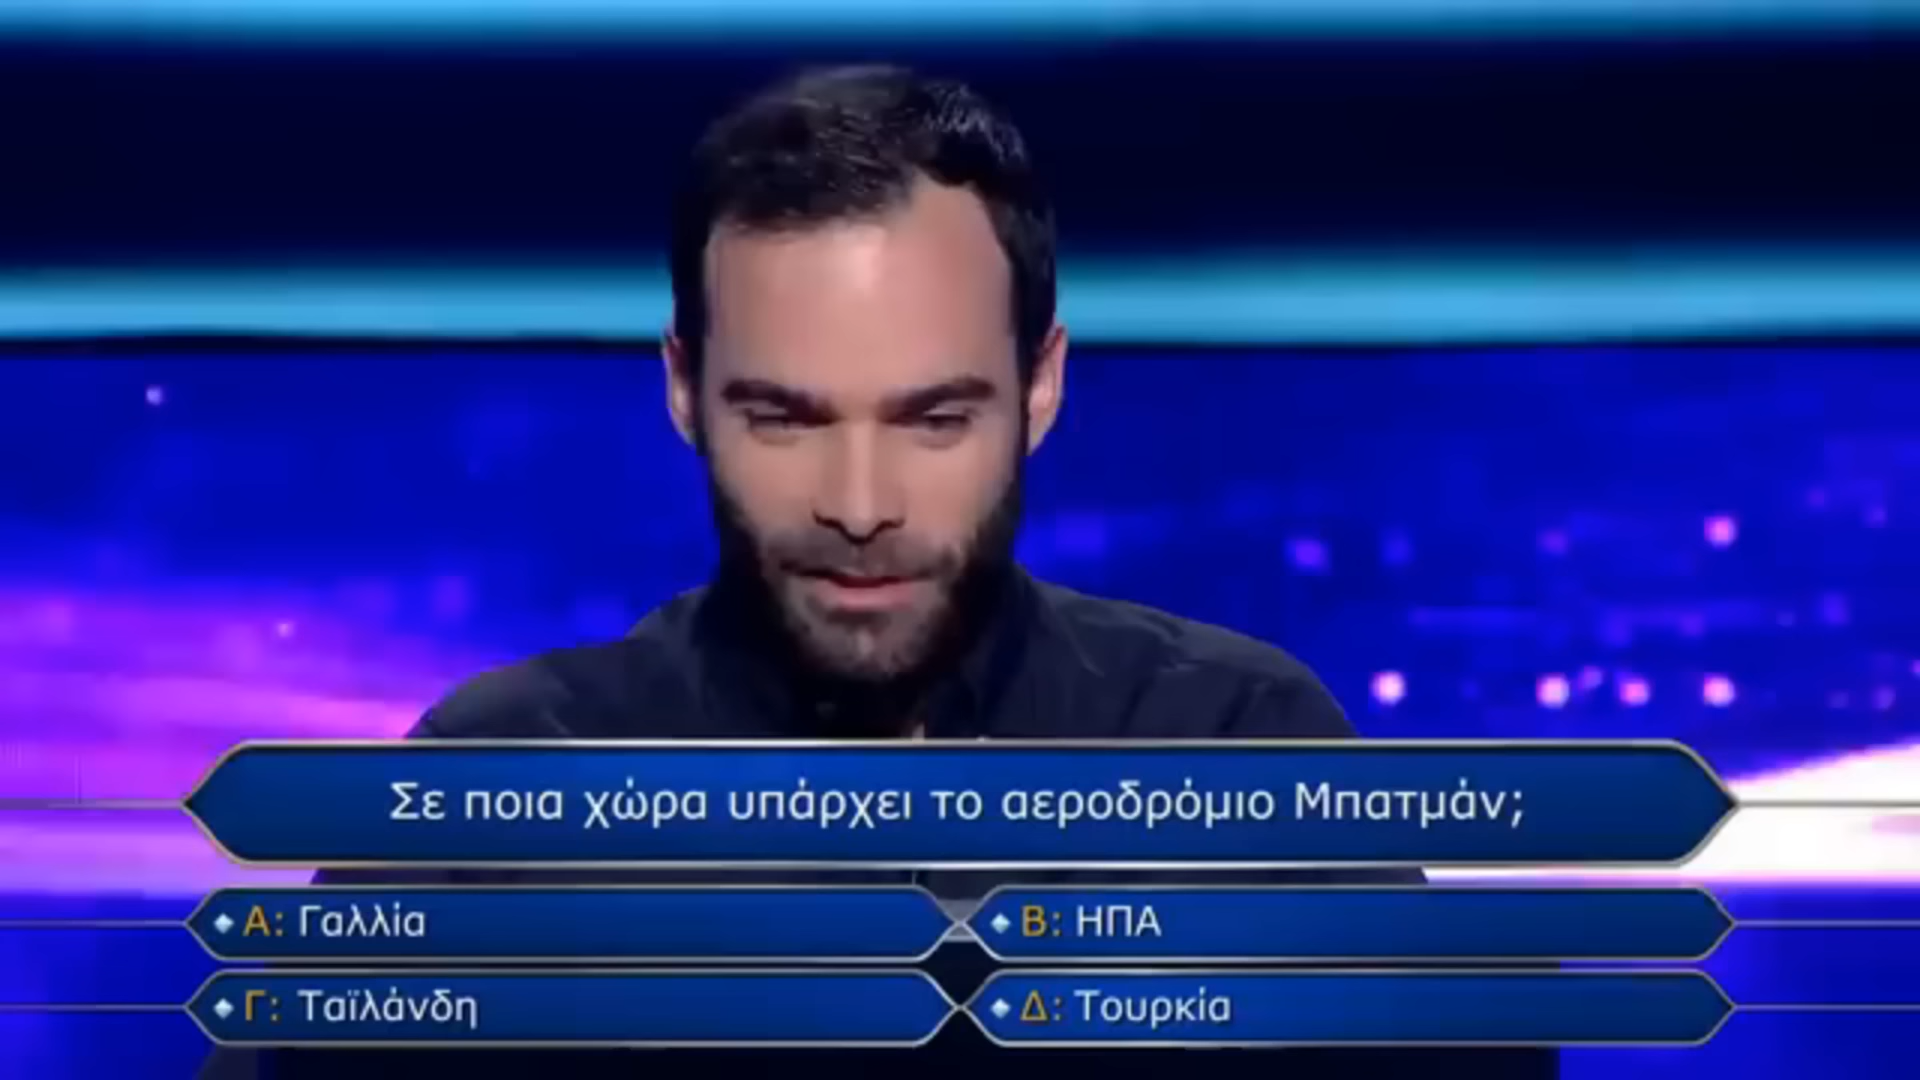 Σε ποια χώρα υπάρχει το αεροδρόμιο Μπατμάν;
Α: Γαλλία
Β: ΗΠΑ
Γ: Ταϊλάνδη
Δ: Τουρκία